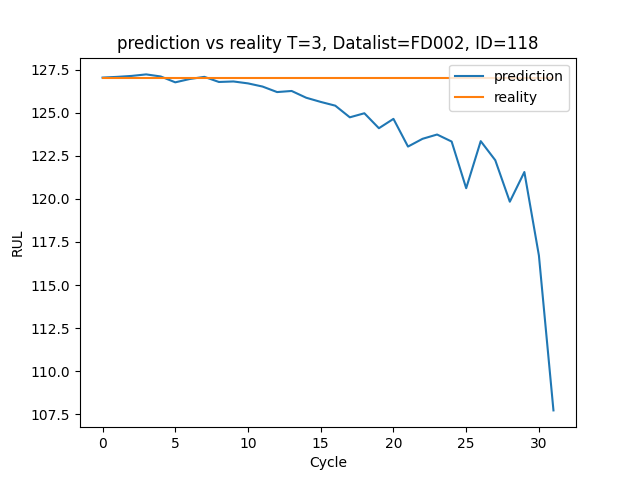 prediction vs reality T=3, Datalist=FD002, ID=118
prediction
reality
127.5
125.0
122.5
120.0
117.5
115.0
112.5
110.0
107.5
RUL
0 5 10 15 20 25 30
Cycle